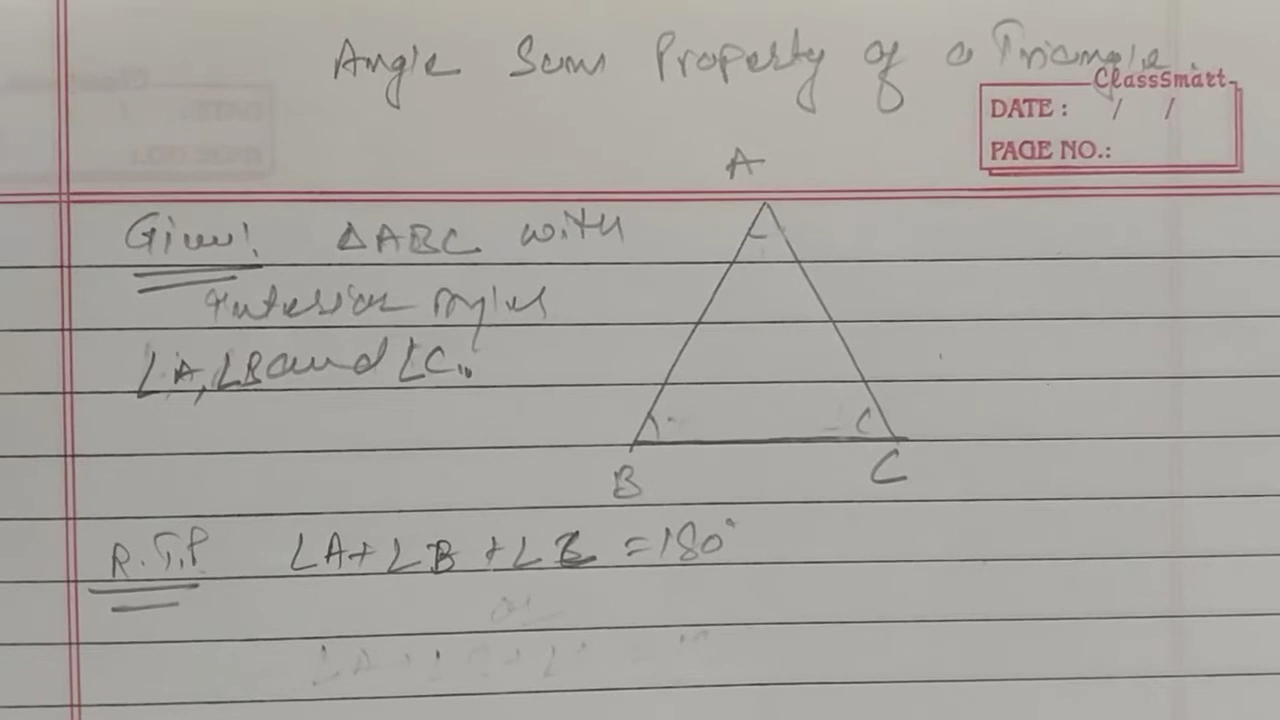 Angle Sum Property of a Triangle.
ClassSmart
DATE : / /
PAGE NO.:
A
Given: ΔABC with
interior angles
∠A, ∠B and ∠C.
B
C
R.T.P ∠A + ∠B + ∠C = 180°